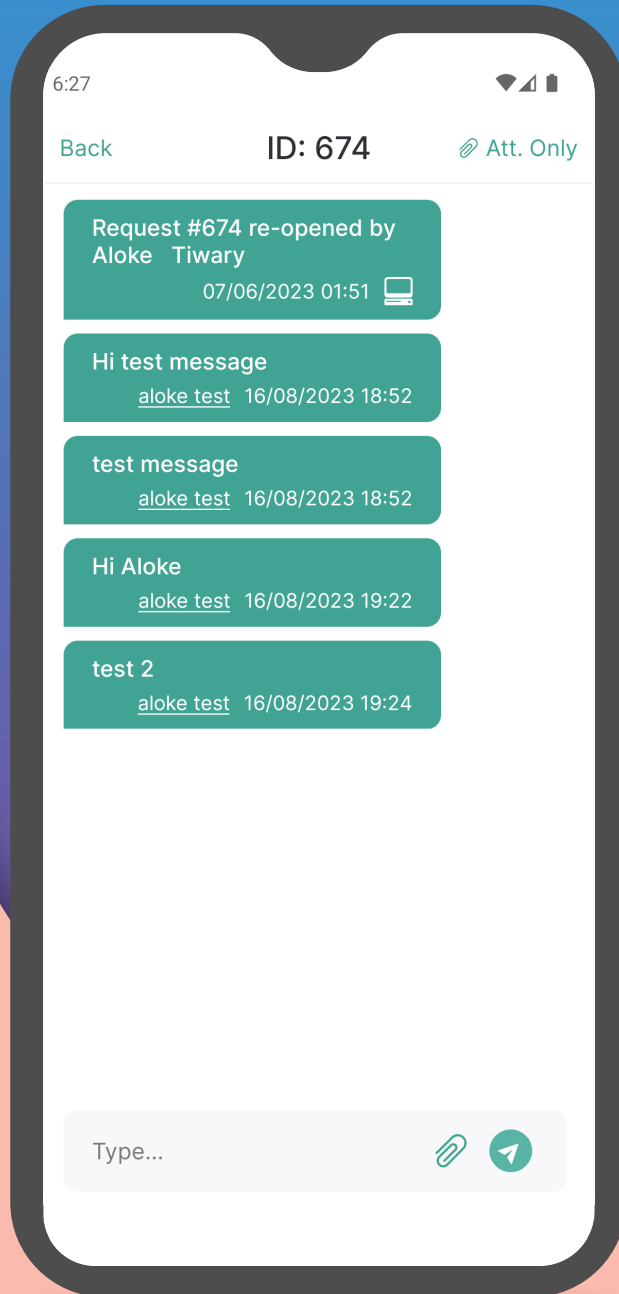 6:27
Back ID: 674 Att. Only
Request #674 re-opened by
Aloke Tiwary
07/06/2023 01:51
Hi test message
aloke test 16/08/2023 18:52
test message
aloke test 16/08/2023 18:52
Hi Aloke
aloke test 16/08/2023 19:22
test 2
aloke test 16/08/2023 19:24
Type...